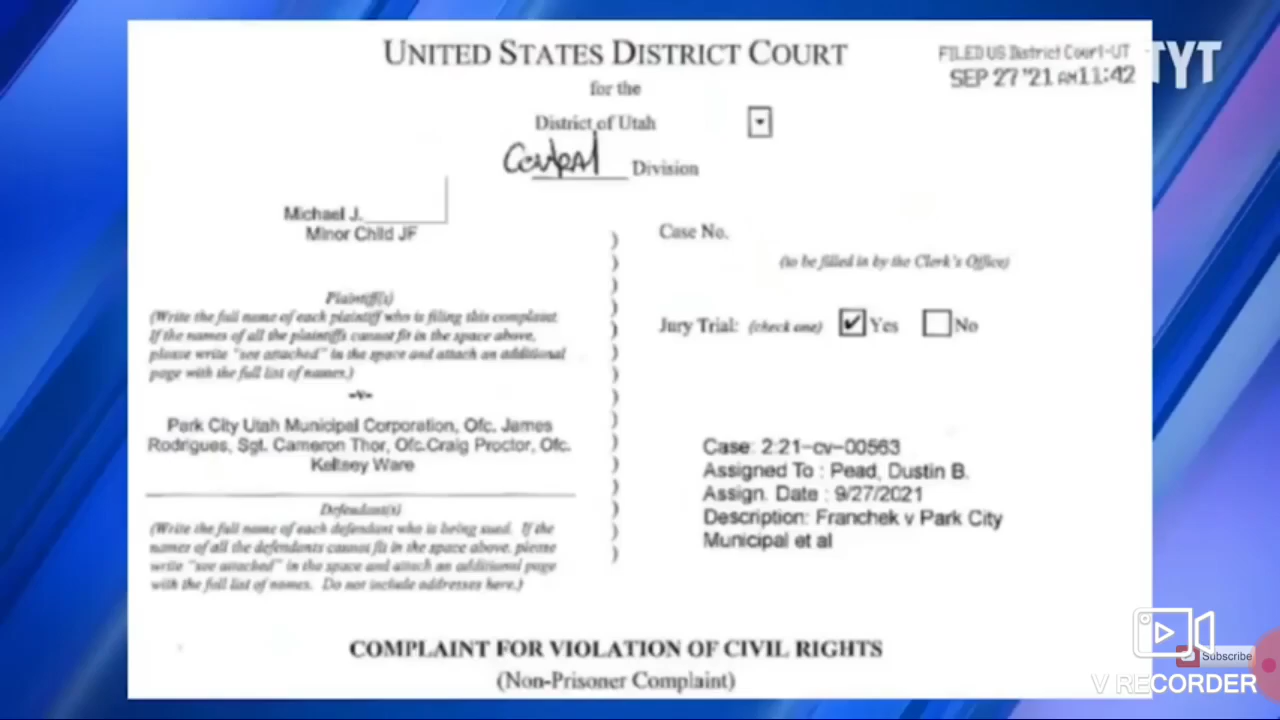 UNITED STATES DISTRICT COURT
for the
District of Utah
Central Division
FILED US District Court-UT
SEP 27 '21 AM 11:42
TYT
Michael J.
Minor Child JF
Plaintiff(s)
(Write the full name of each plaintiff who is filing this complaint.
If the names of all the plaintiffs cannot fit in the space above,
please write "see attached" in the space and attach an additional
page with the full list of names.)
-v-
Park City Utah Municipal Corporation, Ofc. James
Rodrigues, Sgt. Cameron Thor, Ofc.Craig Proctor, Ofc.
Keltsey Ware
Defendant(s)
(Write the full name of each defendant who is being sued. If the
names of all the defendants cannot fit in the space above, please
write "see attached" in the space and attach an additional page
with the full list of names. Do not include addresses here.)
Case No.
(to be filled in by the Clerk's Office)
Jury Trial: (check one) Yes No
Case: 2:21-cv-00563
Assigned To : Pead, Dustin B.
Assign. Date : 9/27/2021
Description: Franchek v Park City
Municipal et al
COMPLAINT FOR VIOLATION OF CIVIL RIGHTS
(Non-Prisoner Complaint)
Subscribe
V RECORDER